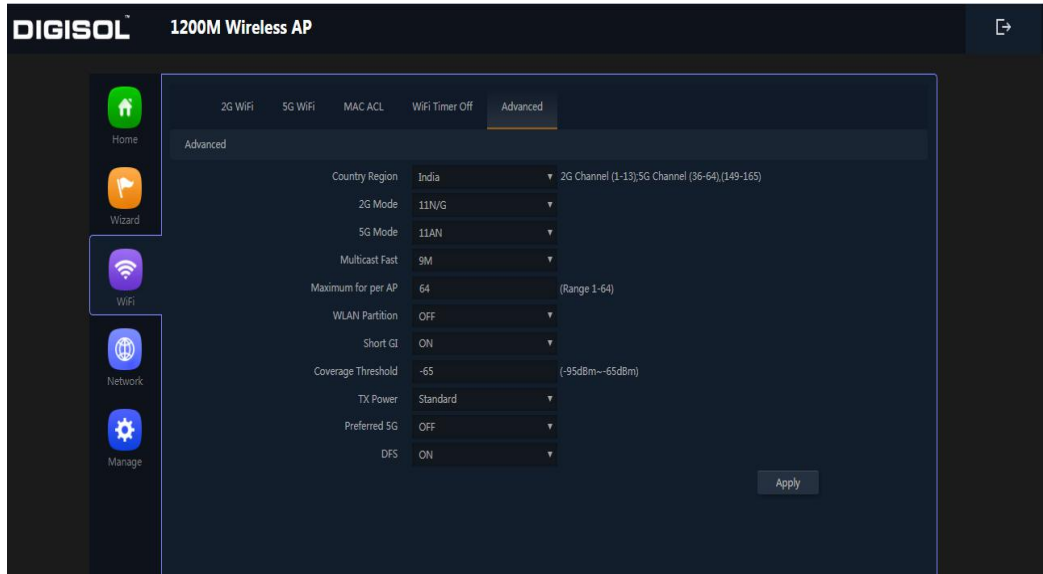 DIGISOL™ 1200M Wireless AP
Home
Wizard
WiFi
Network
Manage
2G WiFi 5G WiFi MAC ACL WiFi Timer Off Advanced
Advanced
Country Region India 2G Channel (1-13);5G Channel (36-64),(149-165)
2G Mode 11N/G
5G Mode 11AN
Multicast Fast 9M
Maximum for per AP 64 (Range 1-64)
WLAN Partition OFF
Short GI ON
Coverage Threshold -65 (-95dBm~-65dBm)
TX Power Standard
Preferred 5G OFF
DFS ON
Apply